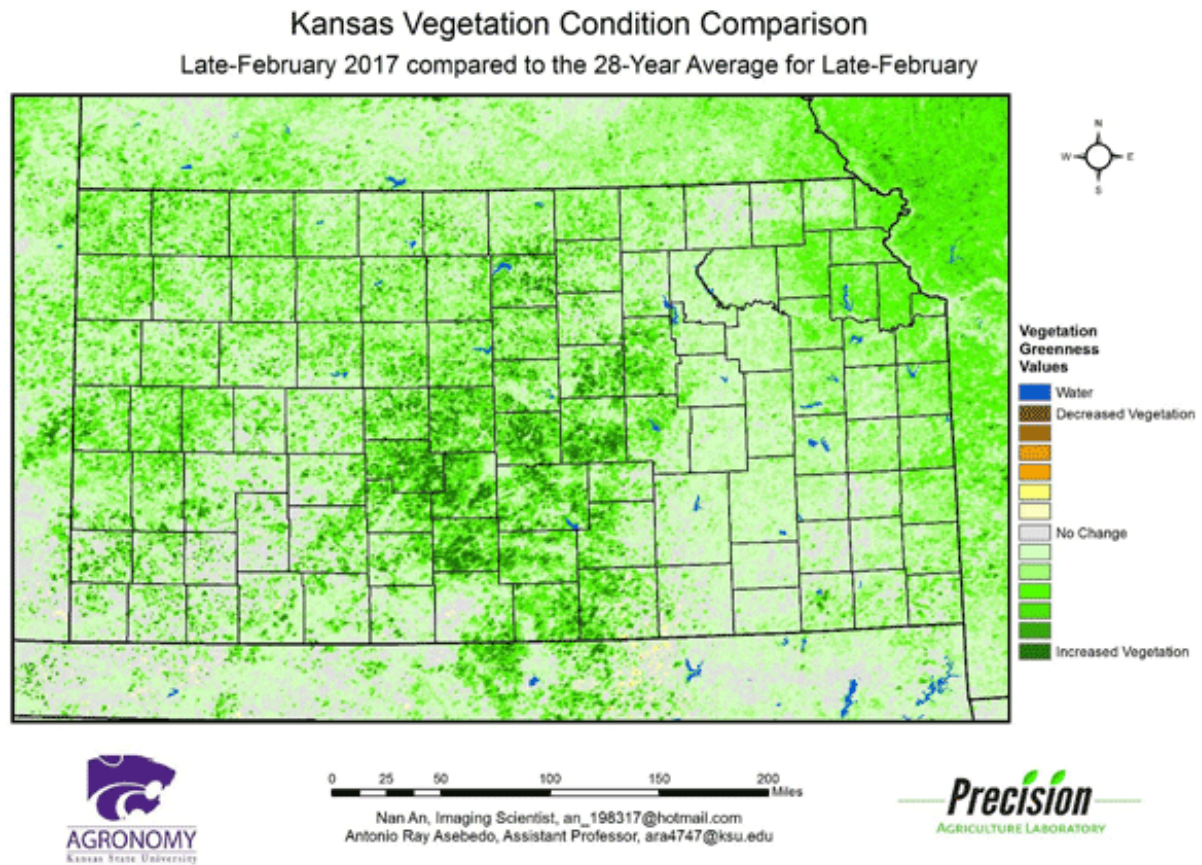 Kansas Vegetation Condition Comparison
Late-February 2017 compared to the 28-Year Average for Late-February
N
W E
S
Vegetation
Greenness
Values
Water
Decreased Vegetation
No Change
Increased Vegetation
0 25 50 100 150 200
Miles
Nan An, Imaging Scientist, an_198317@hotmail.com
Antonio Ray Asebedo, Assistant Professor, ara4747@ksu.edu
AGRONOMY
Kansas State University
Precision
AGRICULTURE LABORATORY